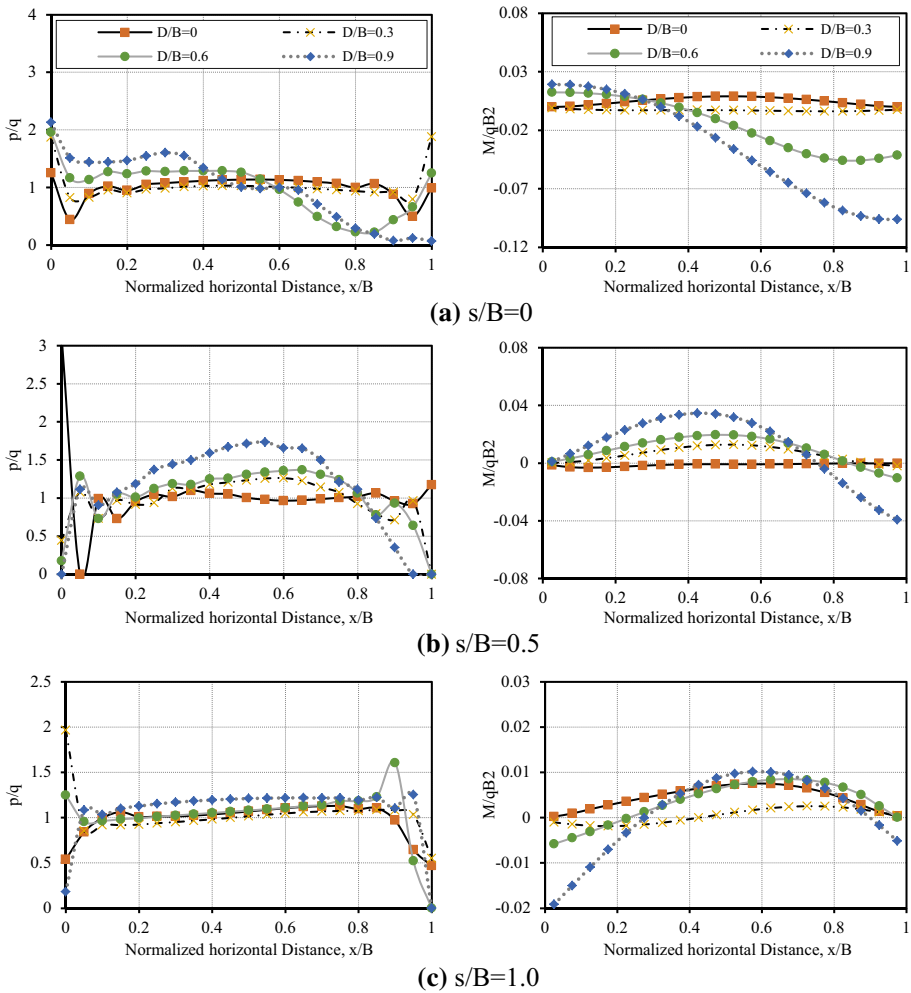 4
3
2
1
0
p/q
D/B=0
D/B=0.3
D/B=0.6
D/B=0.9
0 0.2 0.4 0.6 0.8 1
Normalized horizontal Distance, x/B
0.08
0.03
-0.02
-0.07
-0.12
M/qB2
D/B=0
D/B=0.3
D/B=0.6
D/B=0.9
0 0.2 0.4 0.6 0.8 1
Normalized horizontal Distance, x/B
(a) s/B=0
3
2.5
2
1.5
1
0.5
0
p/q
0 0.2 0.4 0.6 0.8 1
Normalized horizontal Distance, x/B
0.08
0.04
0
-0.04
-0.08
M/qB2
0 0.2 0.4 0.6 0.8 1
Normalized horizontal Distance, x/B
(b) s/B=0.5
2.5
2
1.5
1
0.5
0
p/q
0 0.2 0.4 0.6 0.8 1
Normalized horizontal Distance, x/B
0.03
0.02
0.01
0
-0.01
-0.02
M/qB2
0 0.2 0.4 0.6 0.8 1
Normalized horizontal Distance, x/B
(c) s/B=1.0